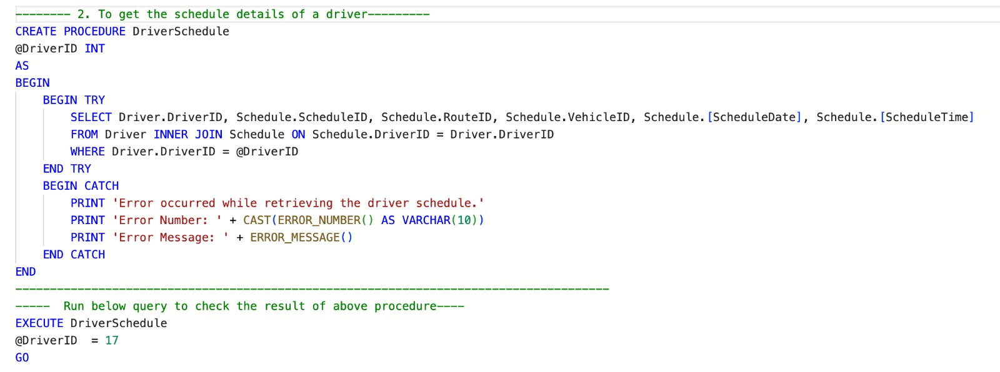 -------- 2. To get the schedule details of a driver---------
CREATE PROCEDURE DriverSchedule
@DriverID INT
AS
BEGIN
    BEGIN TRY
        SELECT Driver.DriverID, Schedule.ScheduleID, Schedule.RouteID, Schedule.VehicleID, Schedule.[ScheduleDate], Schedule.[ScheduleTime]
        FROM Driver INNER JOIN Schedule ON Schedule.DriverID = Driver.DriverID
        WHERE Driver.DriverID = @DriverID
    END TRY
    BEGIN CATCH
        PRINT 'Error occurred while retrieving the driver schedule.'
        PRINT 'Error Number: ' + CAST(ERROR_NUMBER() AS VARCHAR(10))
        PRINT 'Error Message: ' + ERROR_MESSAGE()
    END CATCH
END
--------------------------------------------------------------------------------------
-----  Run below query to check the result of above procedure----
EXECUTE DriverSchedule
@DriverID  = 17
GO